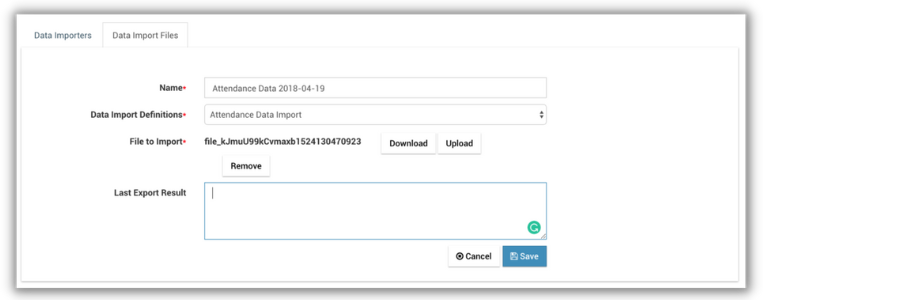 Data Importers Data Import Files
Name* Attendance Data 2018-04-19
Data Import Definitions* Attendance Data Import
File to Import* file_kJmuU99kCvmaxb1524130470923 Download Upload
Remove
Last Export Result
Cancel Save